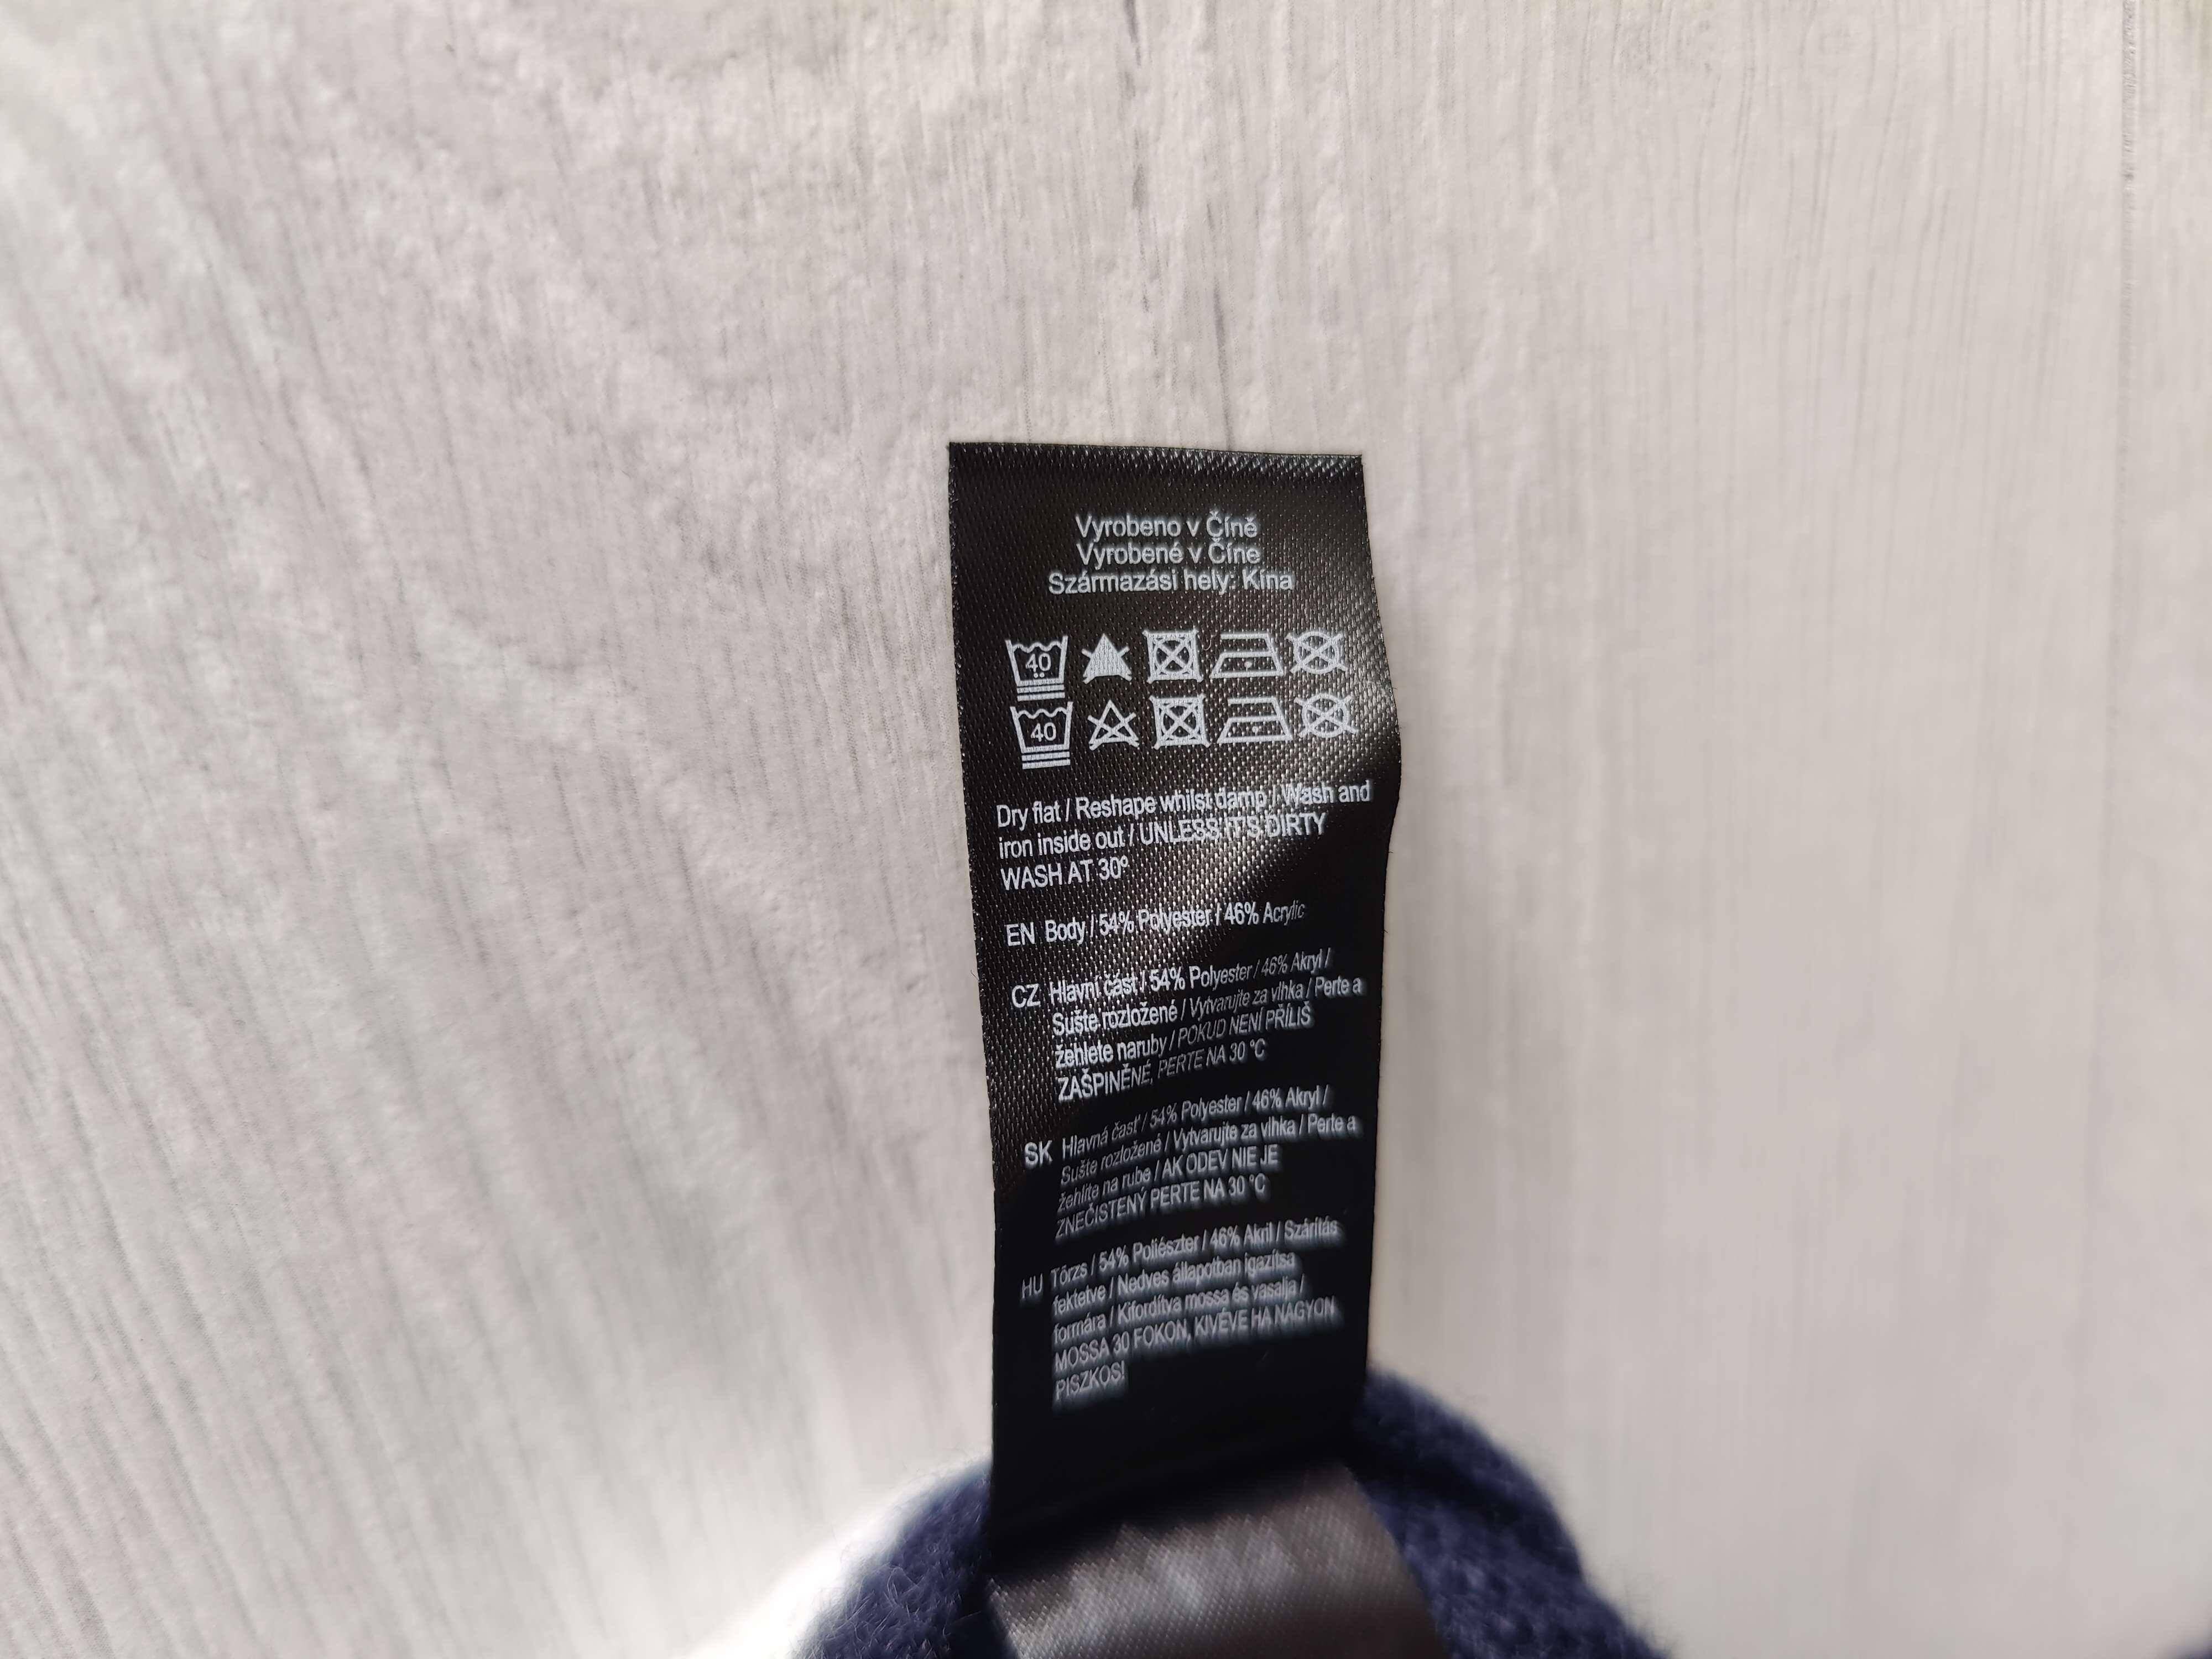 Vyrobeno v Číně
Vyrobené v Číne
Származási hely: Kína
40
40
Dry flat / Reshape whilst damp / Wash and
iron inside out / UNLESS IT'S DIRTY
WASH AT 30º
EN Body / 54% Polyester / 46% Acrylic
CZ Hlavní část / 54% Polyester / 46% Akryl /
Sušte rozložené / Vytvarujte za vlhka / Perte a
žehlete naruby / POKUD NENÍ PŘÍLIŠ
ZAŠPINĚNÉ, PERTE NA 30 °C
SK Hlavná časť / 54% Polyester / 46% Akryl /
Sušte rozložené / Vytvarujte za vlhka / Perte a
žehlite na rube / AK ODEV NIE JE
ZNEČISTENÝ PERTE NA 30 °C
HU Törzs / 54% Poliészter / 46% Akril / Szárítás
fektetve / Nedves állapotban igazítsa
formára / Kifordítva mossa és vasalja /
MOSSA 30 FOKON, KIVÉVE HA NAGYON
PISZKOS!